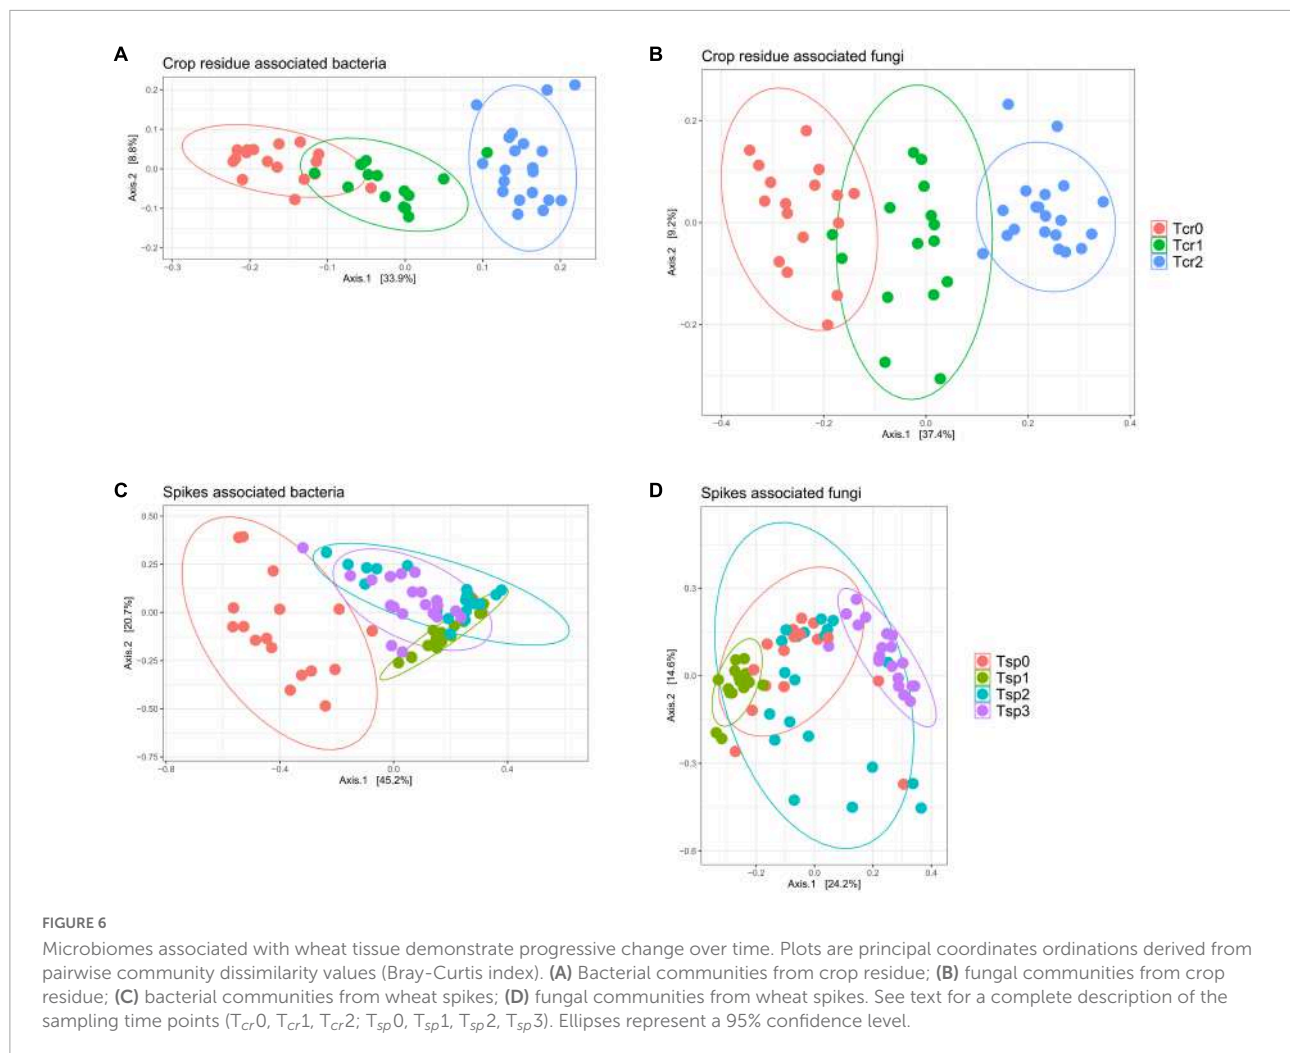 A
Crop residue associated bacteria
0.2
0.1
0.0
−0.1
−0.2
Axis.2 [8.8%]
−0.3
−0.2
−0.1
0.0
0.1
0.2
Axis.1 [33.9%]
B
Crop residue associated fungi
0.2
0.0
−0.2
Axis.2 [9.2%]
−0.4
−0.2
0.0
0.2
0.4
Axis.1 [37.4%]
Tcr0
Tcr1
Tcr2
C
Spikes associated bacteria
0.50
0.25
0.00
−0.25
−0.50
−0.75
Axis.2 [20.7%]
−0.8
−0.4
0.0
0.4
Axis.1 [45.2%]
D
Spikes associated fungi
0.3
0.0
−0.3
−0.6
Axis.2 [14.6%]
−0.2
0.0
0.2
0.4
Axis.1 [24.2%]
Tsp0
Tsp1
Tsp2
Tsp3
FIGURE 6
Microbiomes associated with wheat tissue demonstrate progressive change over time. Plots are principal coordinates ordinations derived from
pairwise community dissimilarity values (Bray-Curtis index). (A) Bacterial communities from crop residue; (B) fungal communities from crop
residue; (C) bacterial communities from wheat spikes; (D) fungal communities from wheat spikes. See text for a complete description of the
sampling time points (Tcr0, Tcr1, Tcr2; Tsp0, Tsp1, Tsp2, Tsp3). Ellipses represent a 95% confidence level.